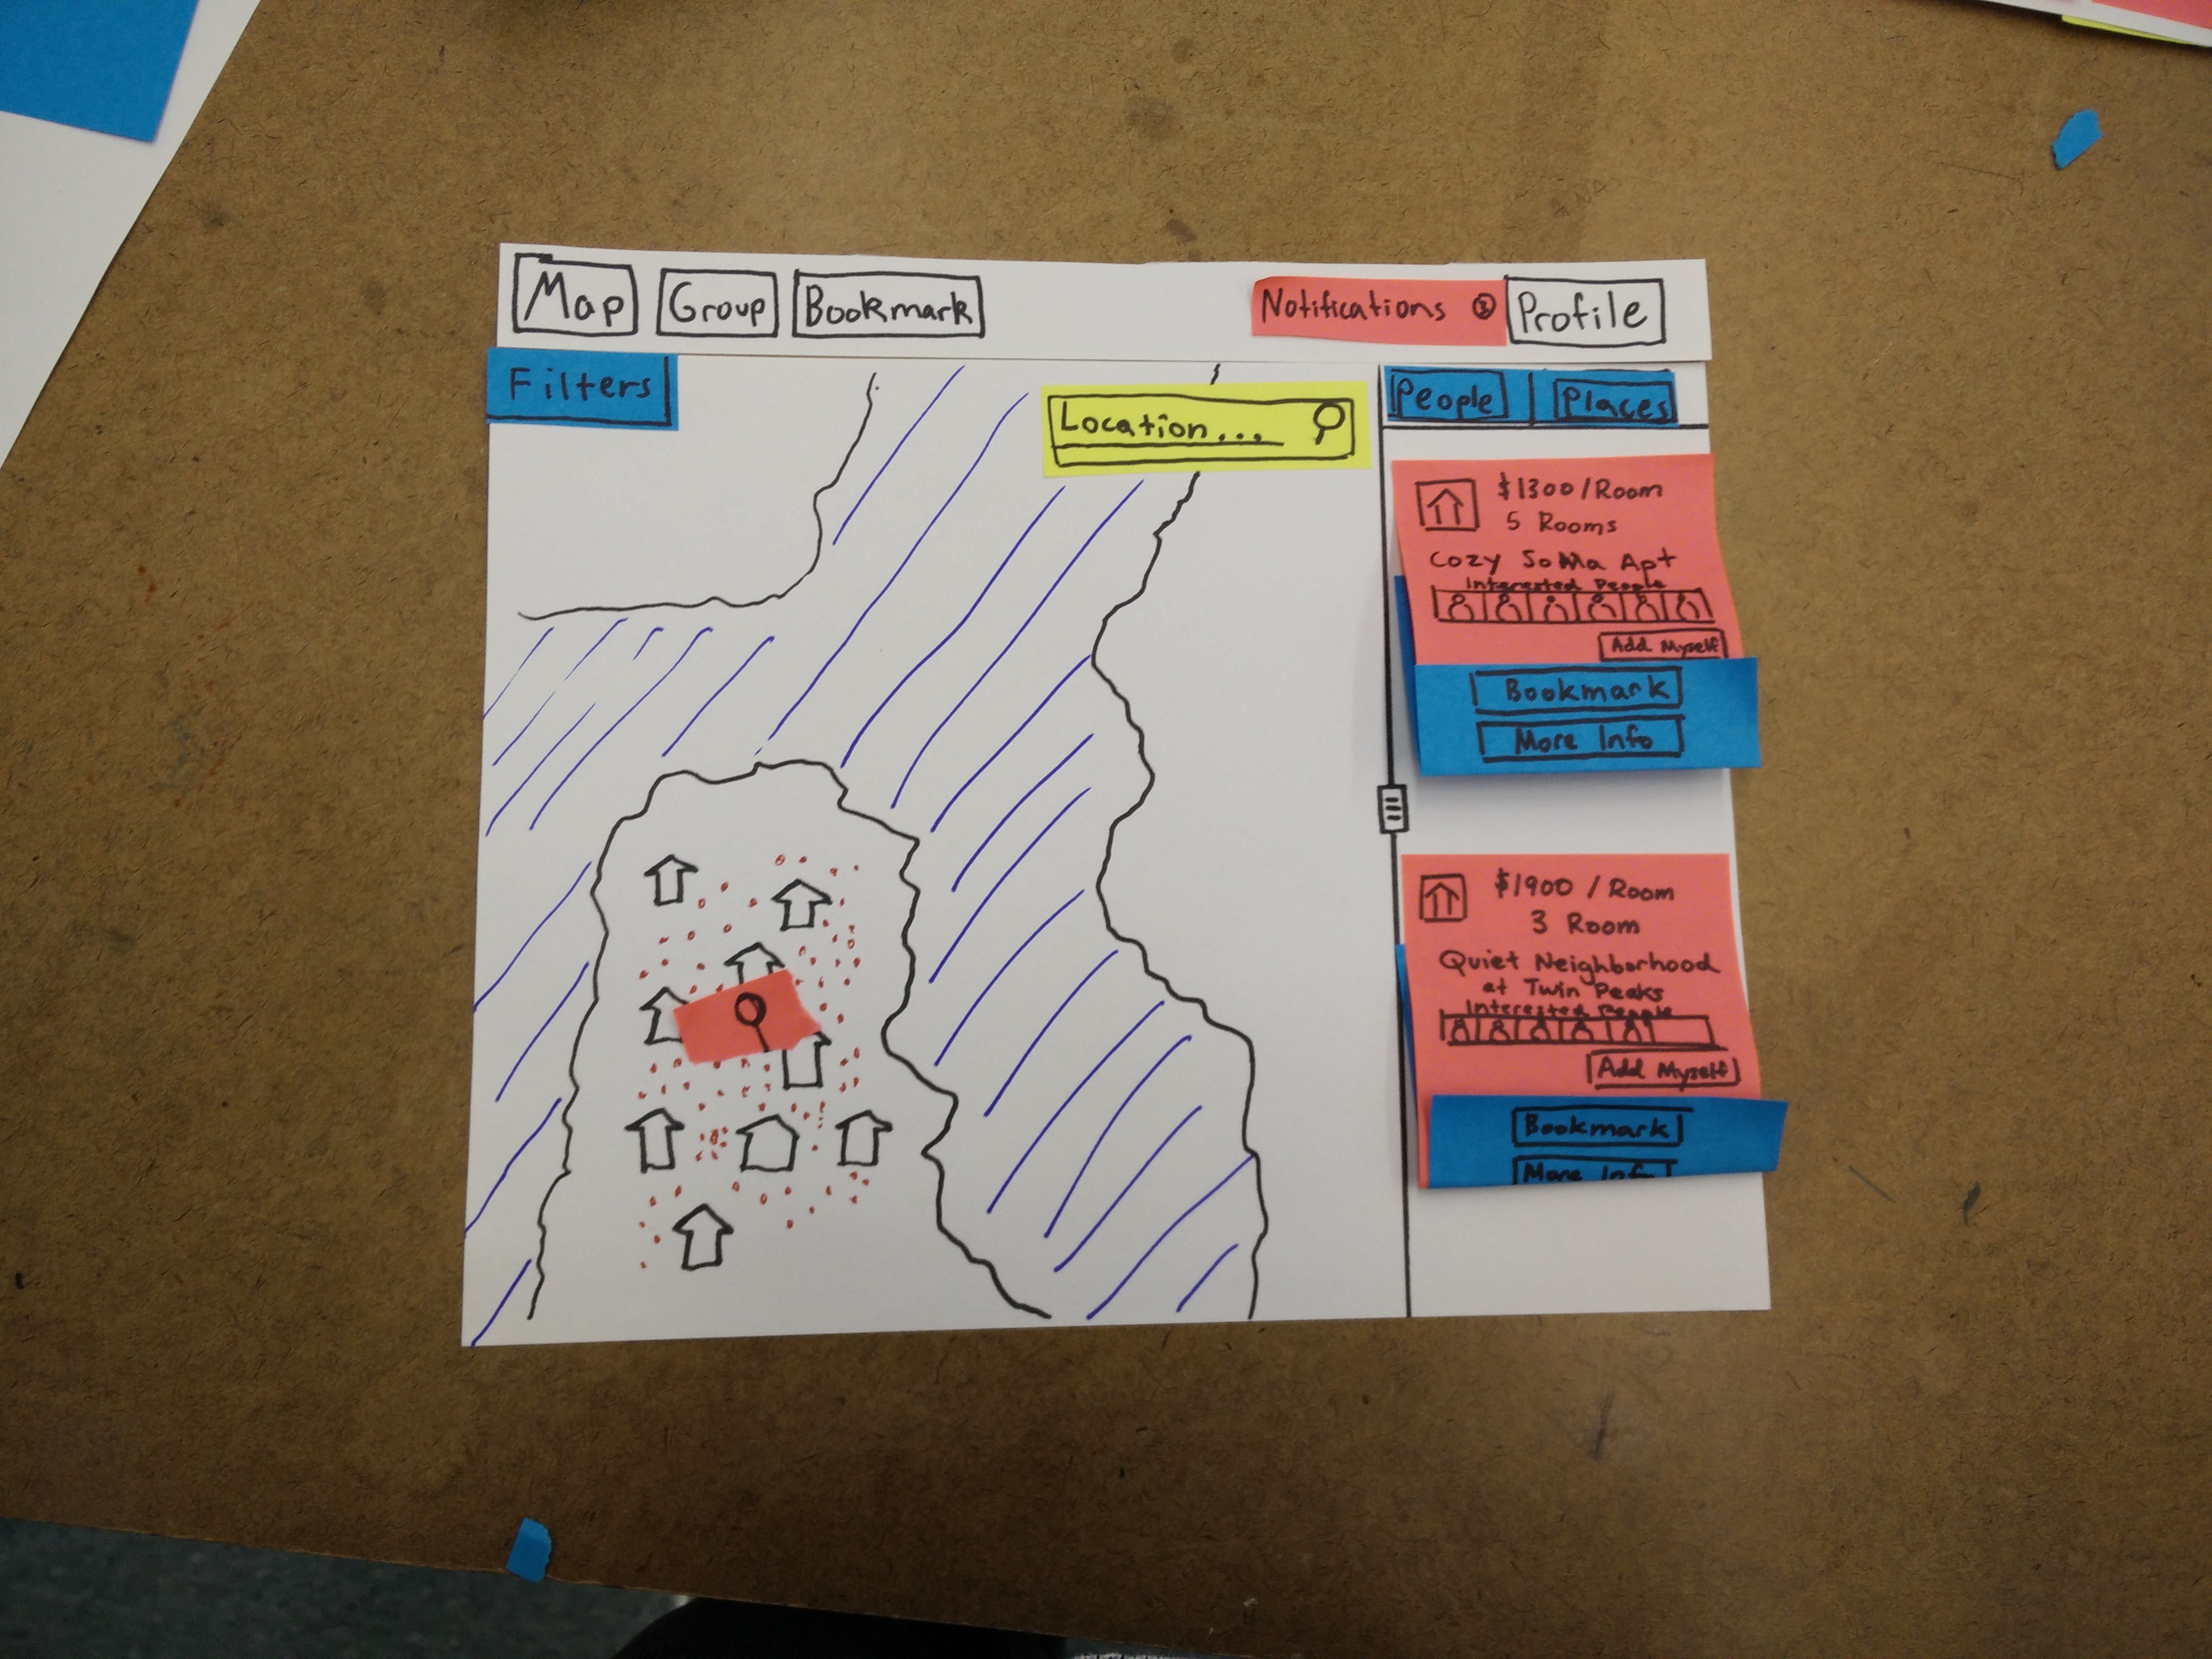 Map Group Bookmark Notifications 3 Profile
Filters
Location...
People Places
$1300/Room
5 Rooms
Cozy SoMa Apt
Interested People
Add Myself
Bookmark
More Info
$1900 / Room
3 Room
Quiet Neighborhood
at Twin Peaks
Interested People
Add Myself
Bookmark
More Info